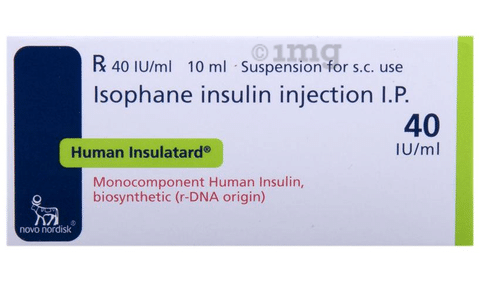 ©1mg
℞ 40 IU/ml 10 ml · Suspension for s.c. use
Isophane insulin injection I.P.
40
IU/ml
Human Insulatard®
Monocomponent Human Insulin,
biosynthetic (r-DNA origin)
novo nordisk®